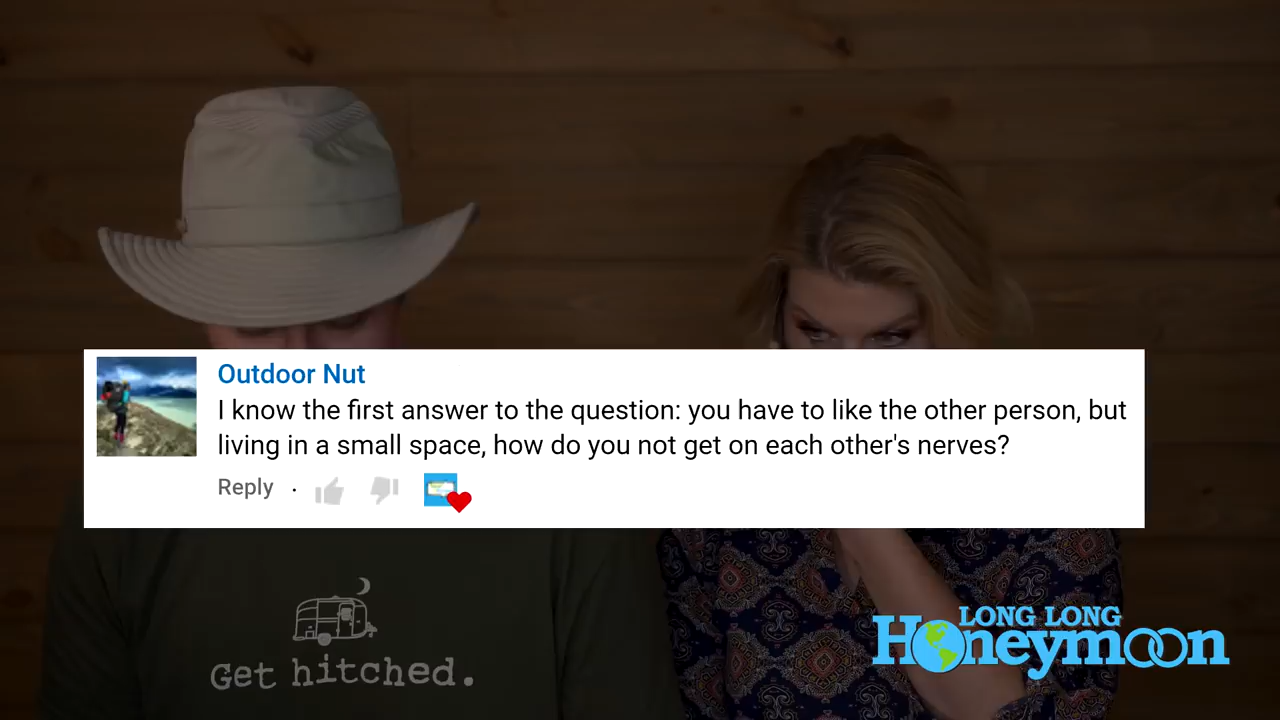 Outdoor Nut
I know the first answer to the question: you have to like the other person, but
living in a small space, how do you not get on each other's nerves?
Reply ·
Get hitched.
LONG LONG
Honeymoon